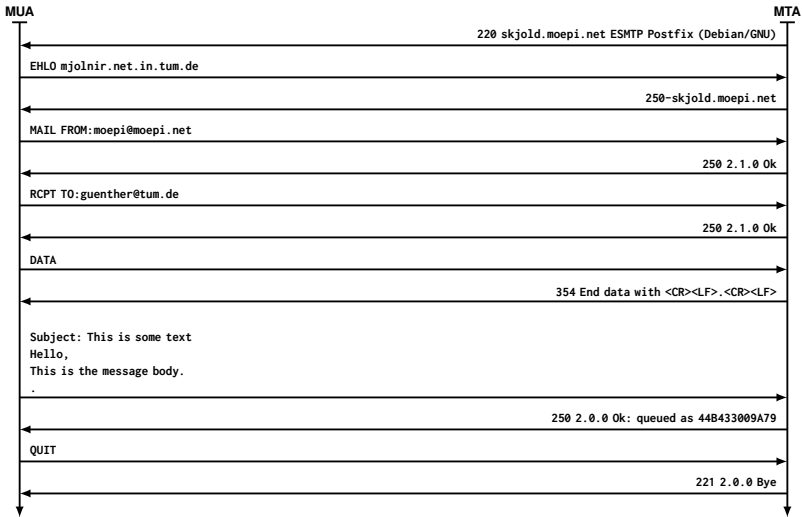 MUA
MTA
220 skjold.moepi.net ESMTP Postfix (Debian/GNU)
EHLO mjolnir.net.in.tum.de
250-skjold.moepi.net
MAIL FROM:moepi@moepi.net
250 2.1.0 Ok
RCPT TO:guenther@tum.de
250 2.1.0 Ok
DATA
354 End data with <CR><LF>.<CR><LF>
Subject: This is some text
Hello,
This is the message body.
.
250 2.0.0 Ok: queued as 44B433009A79
QUIT
221 2.0.0 Bye